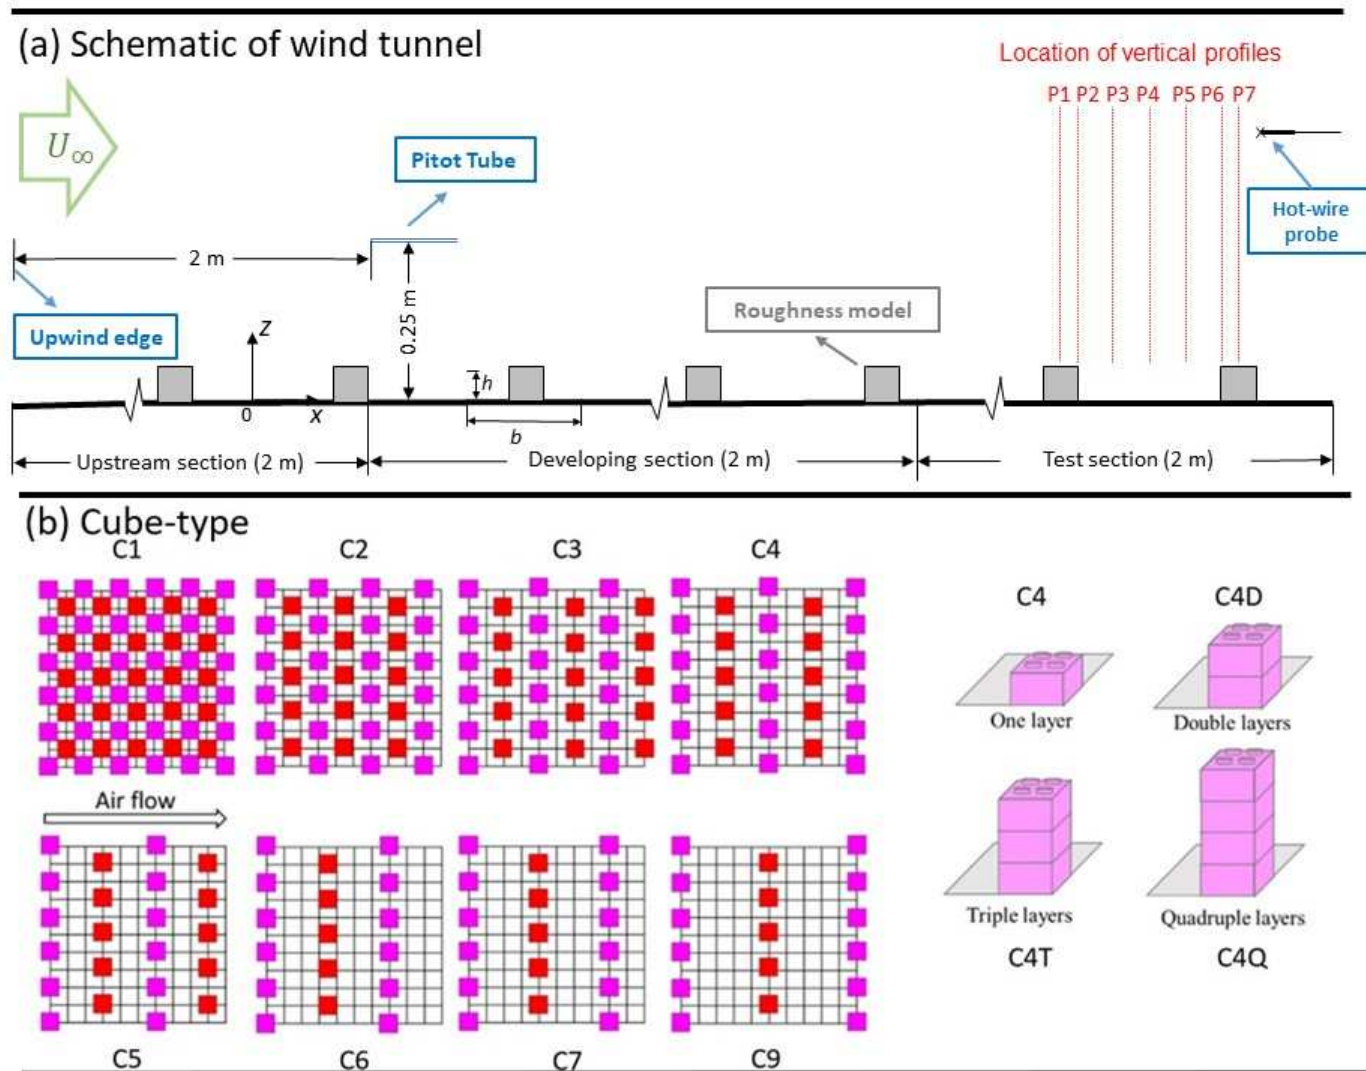 (a) Schematic of wind tunnel
Location of vertical profiles
P1 P2 P3 P4 P5 P6 P7
U∞
Pitot Tube
Hot-wire
probe
2 m
0.25 m
Upwind edge
Roughness model
z
h
0
x
b
Upstream section (2 m)
Developing section (2 m)
Test section (2 m)
(b) Cube-type
C1
C2
C3
C4
C4
C4D
One layer
Double layers
Air flow
Triple layers
Quadruple layers
C4T
C4Q
C5
C6
C7
C9